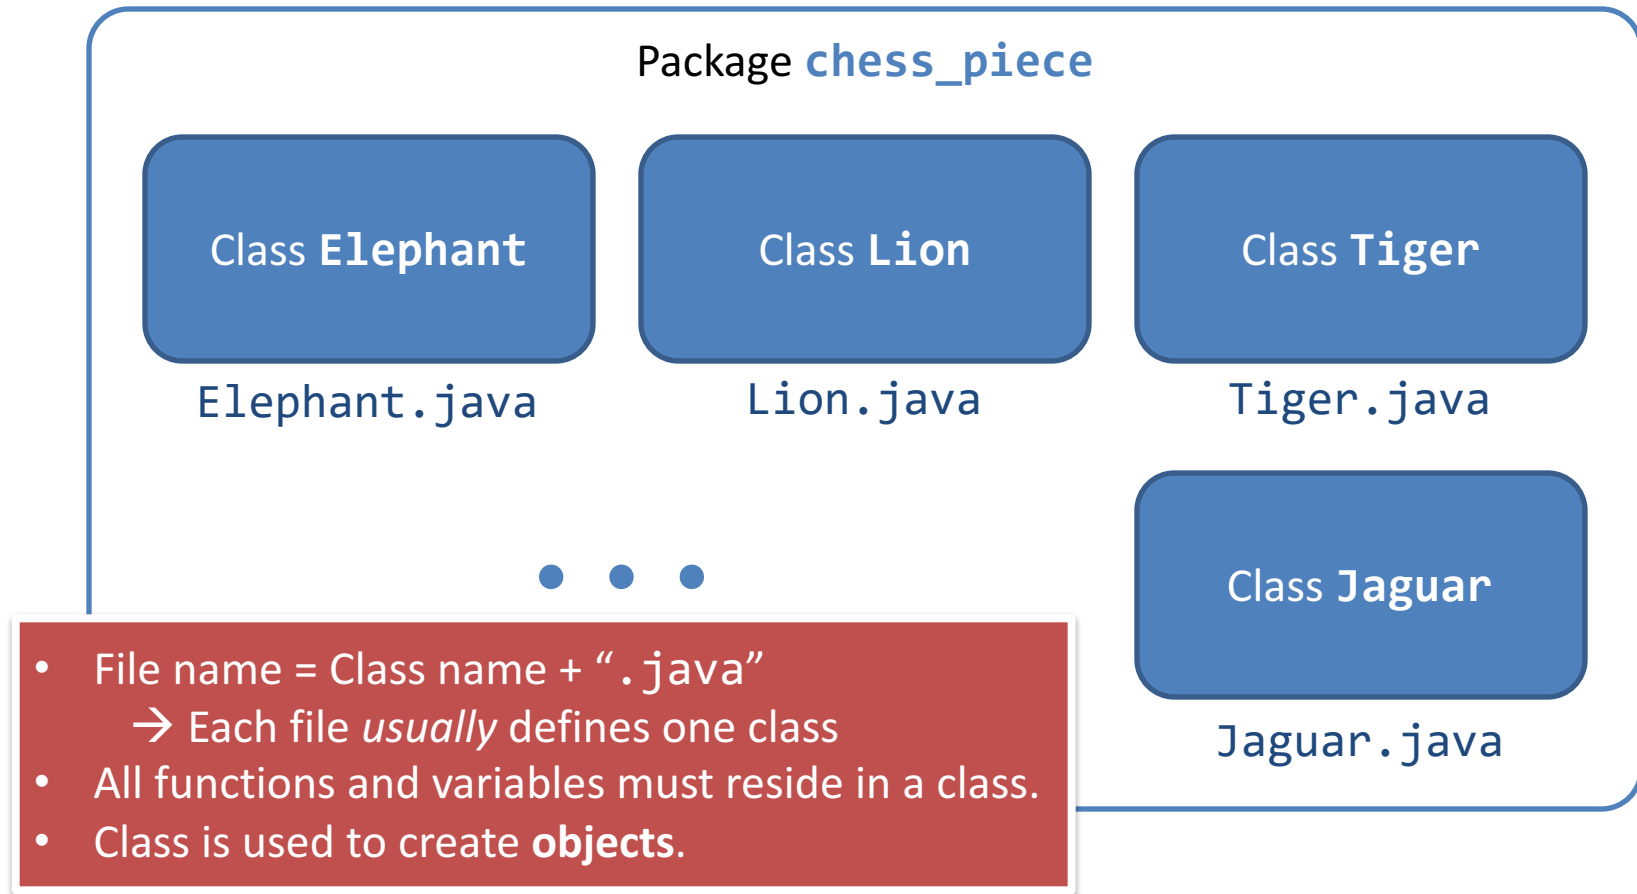 Package chess_piece
Class Elephant
Class Lion
Class Tiger
Elephant.java
Lion.java
Tiger.java
Class Jaguar
Jaguar.java
• File name = Class name + “.java”
→ Each file usually defines one class
• All functions and variables must reside in a class.
• Class is used to create objects.